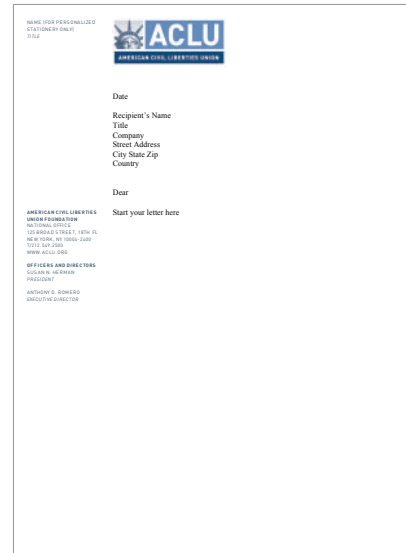 NAME (FOR PERSONALIZED
STATIONERY ONLY)
TITLE
ACLU
AMERICAN CIVIL LIBERTIES UNION
Date
Recipient's Name
Title
Company
Street Address
City State Zip
Country
Dear
Start your letter here
AMERICAN CIVIL LIBERTIES
UNION FOUNDATION
NATIONAL OFFICE
125 BROAD STREET, 18TH FL.
NEW YORK, NY 10004-2400
T/212.549.2500
WWW.ACLU.ORG
OFFICERS AND DIRECTORS
SUSAN N. HERMAN
PRESIDENT
ANTHONY D. ROMERO
EXECUTIVE DIRECTOR